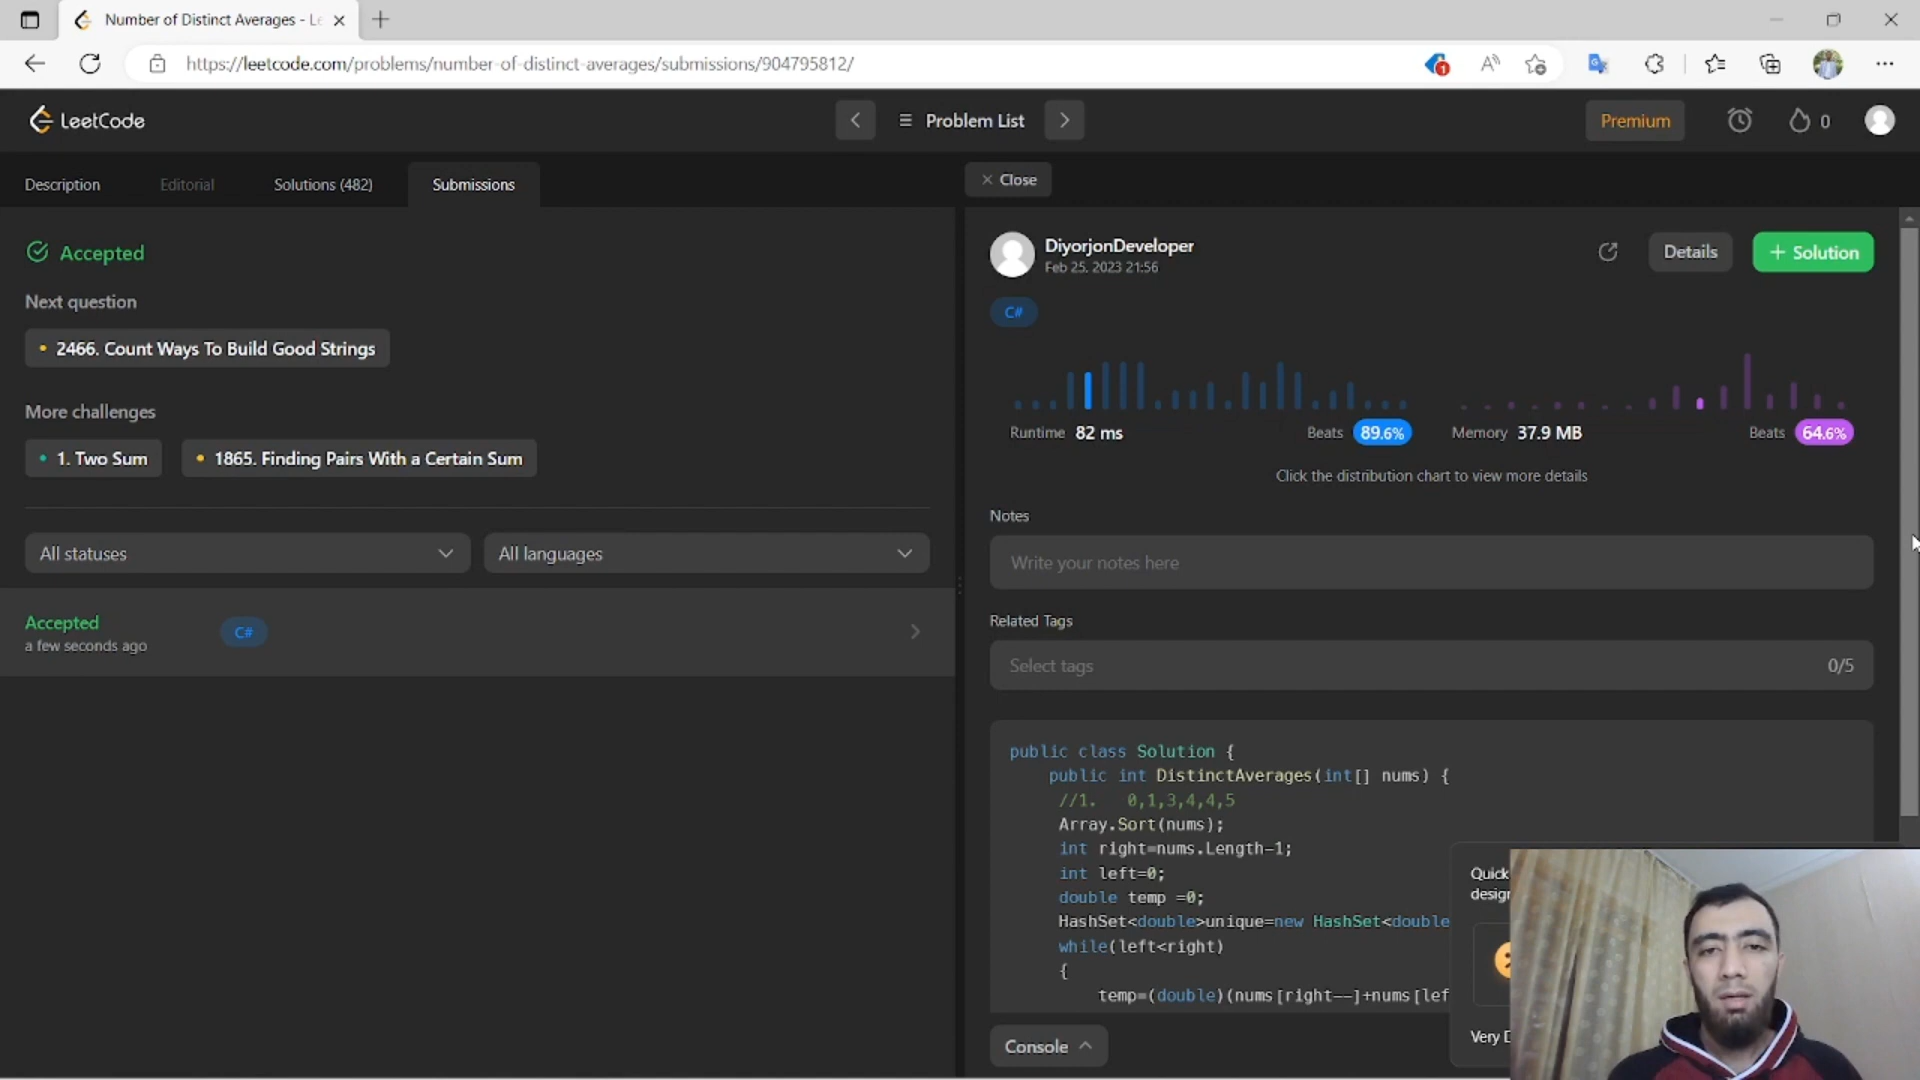 Number of Distinct Averages - Le
https://leetcode.com/problems/number-of-distinct-averages/submissions/904795812/
1
LeetCode
Problem List
Premium
0
Description
Editorial
Solutions (482)
Submissions
Close
Accepted
Next question
2466. Count Ways To Build Good Strings
More challenges
1. Two Sum
1865. Finding Pairs With a Certain Sum
All statuses
All languages
Accepted
a few seconds ago
C#
DiyorjonDeveloper
Feb 25, 2023 21:56
Details
+ Solution
C#
Runtime 82 ms
Beats 89.6%
Memory 37.9 MB
Beats 64.6%
Click the distribution chart to view more details
Notes
Write your notes here
Related Tags
Select tags
0/5
public class Solution {
public int DistinctAverages(int[] nums) {
//1. 0,1,3,4,4,5
Array.Sort(nums);
int right=nums.Length-1;
int left=0;
double temp =0;
HashSet<double>unique=new HashSet<double
while(left<right)
{
temp=(double)(nums[right--]+nums[lef
Console
Quick
design
Very D